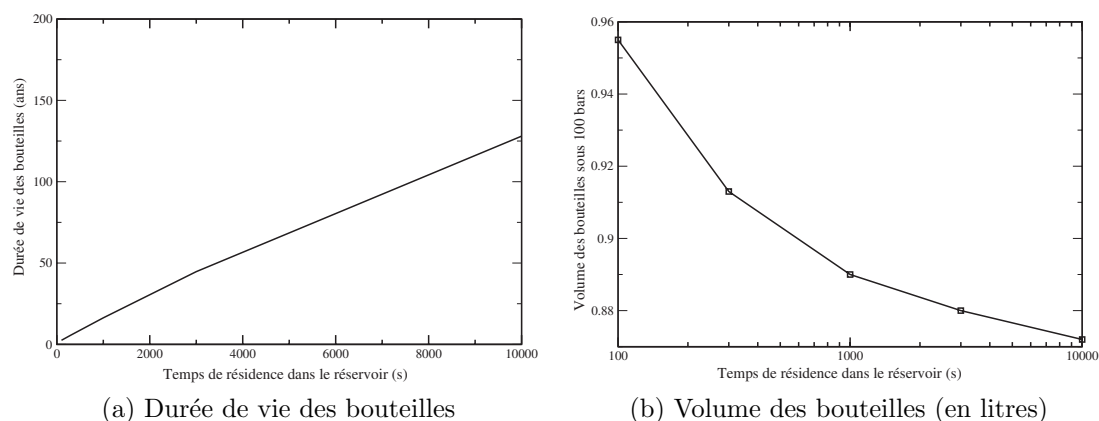 200
150
100
50
0
Durée de vie des bouteilles (ans)
0 2000 4000 6000 8000 10000
Temps de résidence dans le réservoir (s)
(a) Durée de vie des bouteilles
0.96
0.94
0.92
0.9
0.88
Volume des bouteilles sous 100 bars
100 1000 10000
Temps de résidence dans le réservoir (s)
(b) Volume des bouteilles (en litres)